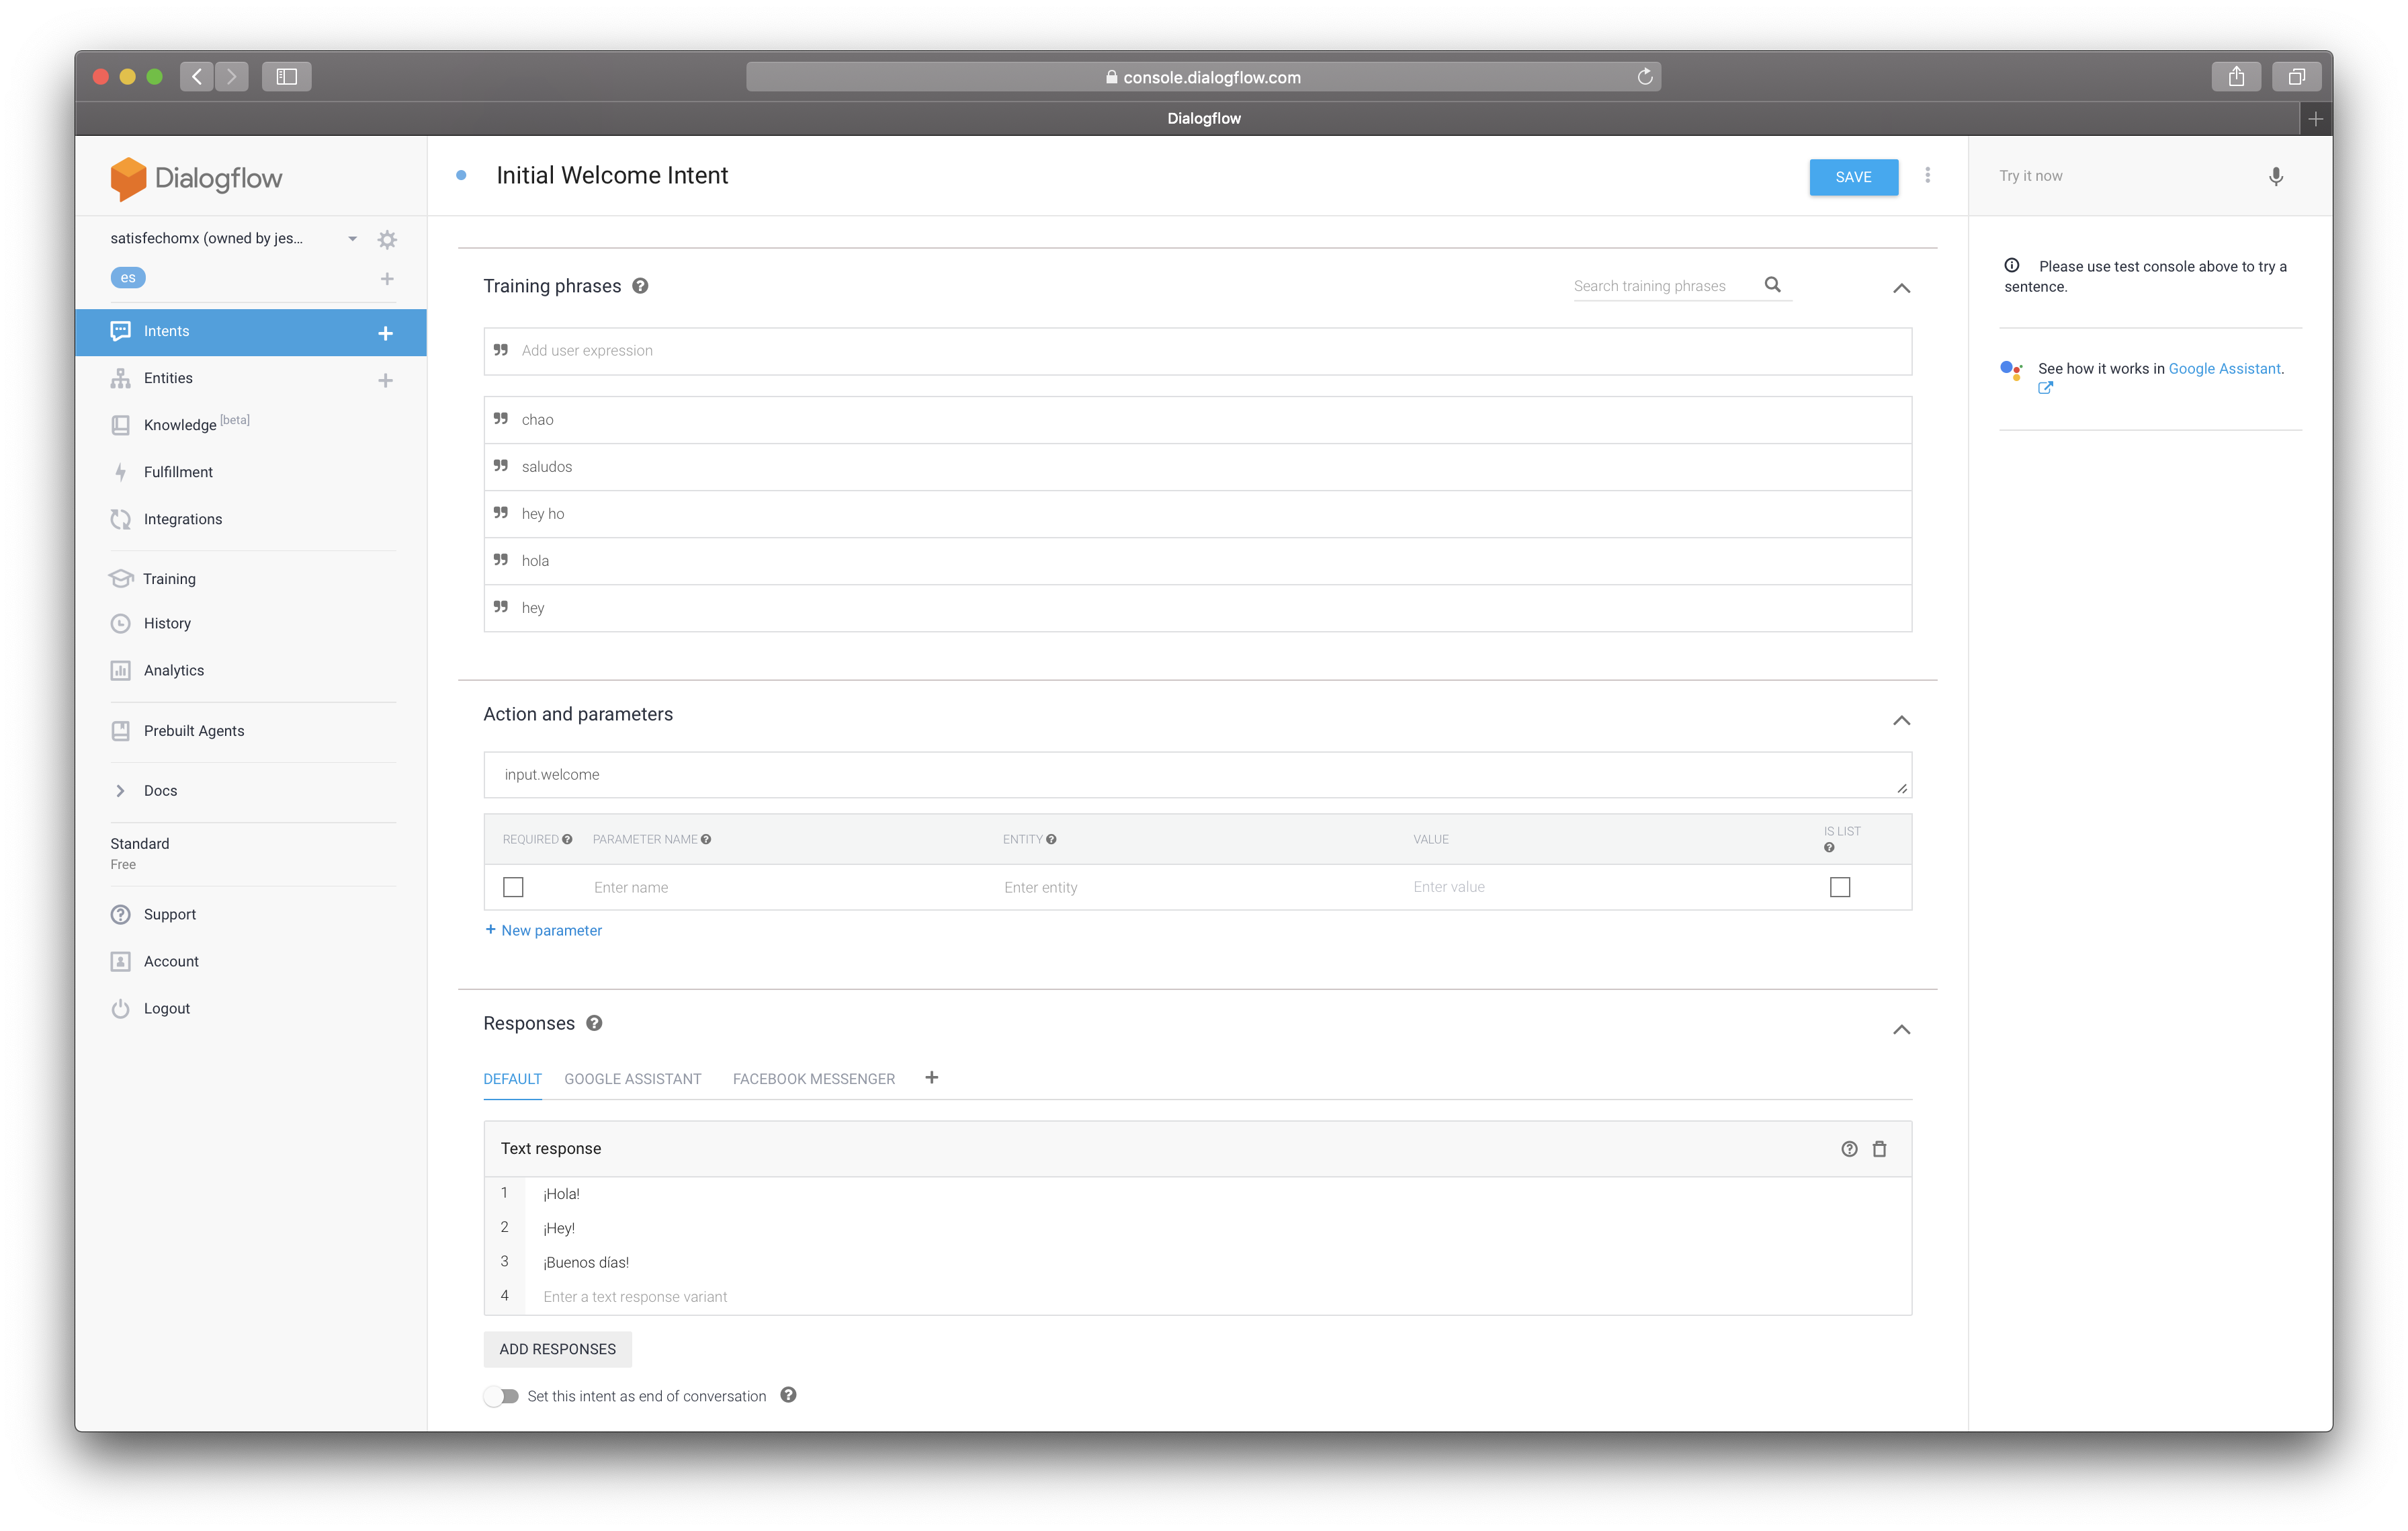 console.dialogflow.com
Dialogflow
Dialogflow
Initial Welcome Intent
SAVE
Try it now
satisfechomx (owned by jes...
es
Intents
Entities
Knowledge [beta]
Fulfillment
Integrations
Training
History
Analytics
Prebuilt Agents
Docs
Standard
Free
Support
Account
Logout
Training phrases
Search training phrases
Add user expression
chao
saludos
hey ho
hola
hey
Action and parameters
input.welcome
REQUIRED PARAMETER NAME ENTITY VALUE IS LIST
Enter name Enter entity Enter value
+ New parameter
Responses
DEFAULT GOOGLE ASSISTANT FACEBOOK MESSENGER +
Text response
1 ¡Hola!
2 ¡Hey!
3 ¡Buenos días!
4 Enter a text response variant
ADD RESPONSES
Set this intent as end of conversation
Please use test console above to try a
sentence.
See how it works in Google Assistant.